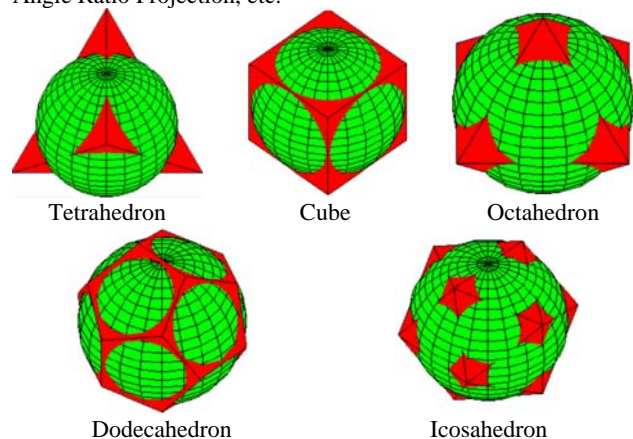 Angle Ratio Projection, etc.
Tetrahedron Cube Octahedron
Dodecahedron Icosahedron